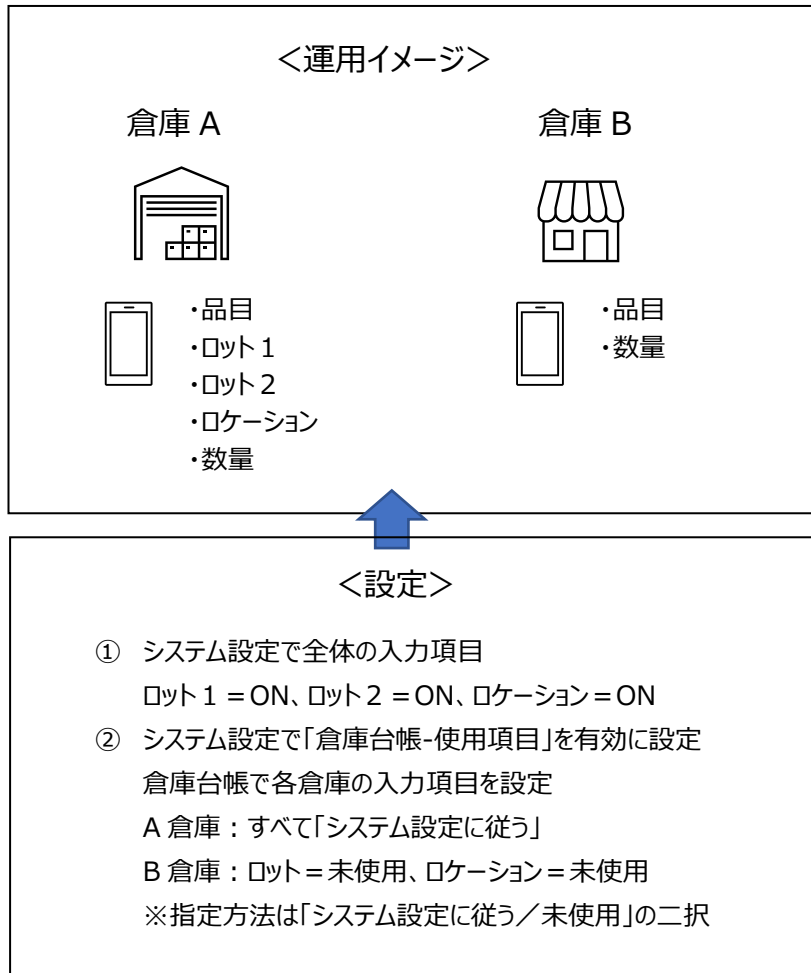 ＜運用イメージ＞
倉庫 A
倉庫 B
・品目
・ロット１
・ロット２
・ロケーション
・数量
・品目
・数量
＜設定＞
① システム設定で全体の入力項目
ロット１＝ON、ロット２＝ON、ロケーション＝ON
② システム設定で「倉庫台帳-使用項目」を有効に設定
倉庫台帳で各倉庫の入力項目を設定
A 倉庫：すべて「システム設定に従う」
B 倉庫：ロット＝未使用、ロケーション＝未使用
※指定方法は「システム設定に従う／未使用」の二択